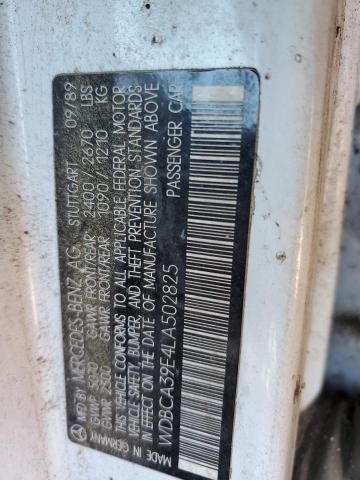 MFD BY MERCEDES-BENZ A.G. STUTTGART 09/89
GVWP 5070 GAWR FRONT/REAR 2400/2670 LBS
GVWR 2300 GAWR FRONT/REAR 1090/1210 KG
THIS VEHICLE CONFORMS TO ALL APPLICABLE FEDERAL MOTOR
VEHICLE SAFETY, BUMPER, AND THEFT PREVENTION STANDARDS
IN EFFECT ON THE DATE OF MANUFACTURE SHOWN ABOVE
MADE IN GERMANY PASSENGER CAR
WDBCA39E4LA502825